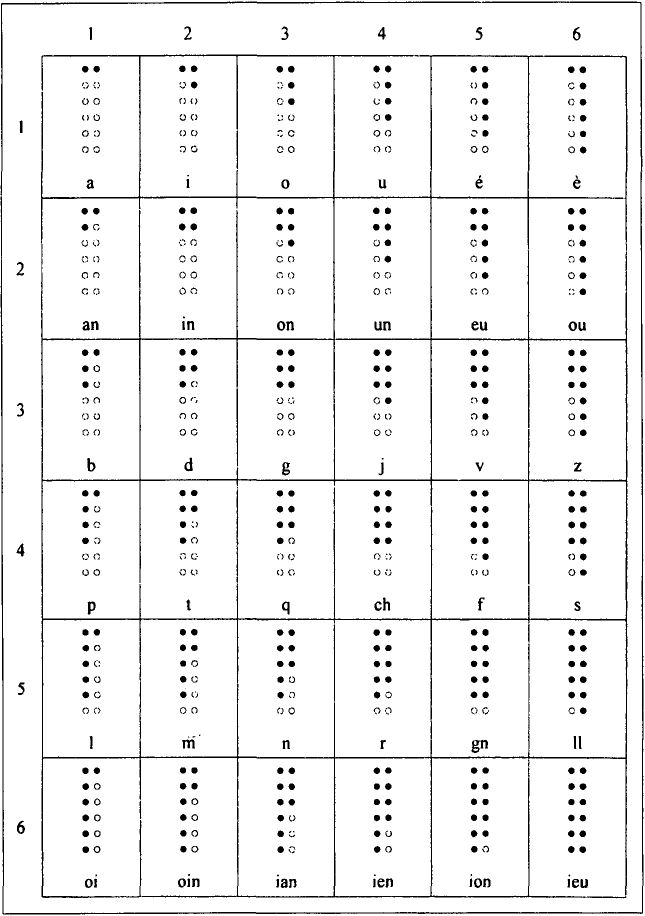 1 2 3 4 5 6
1
a i o u é è
2
an in on un eu ou
3
b d g j v z
4
p t q ch f s
5
l m n r gn ll
6
oi oin ian ien ion ieu